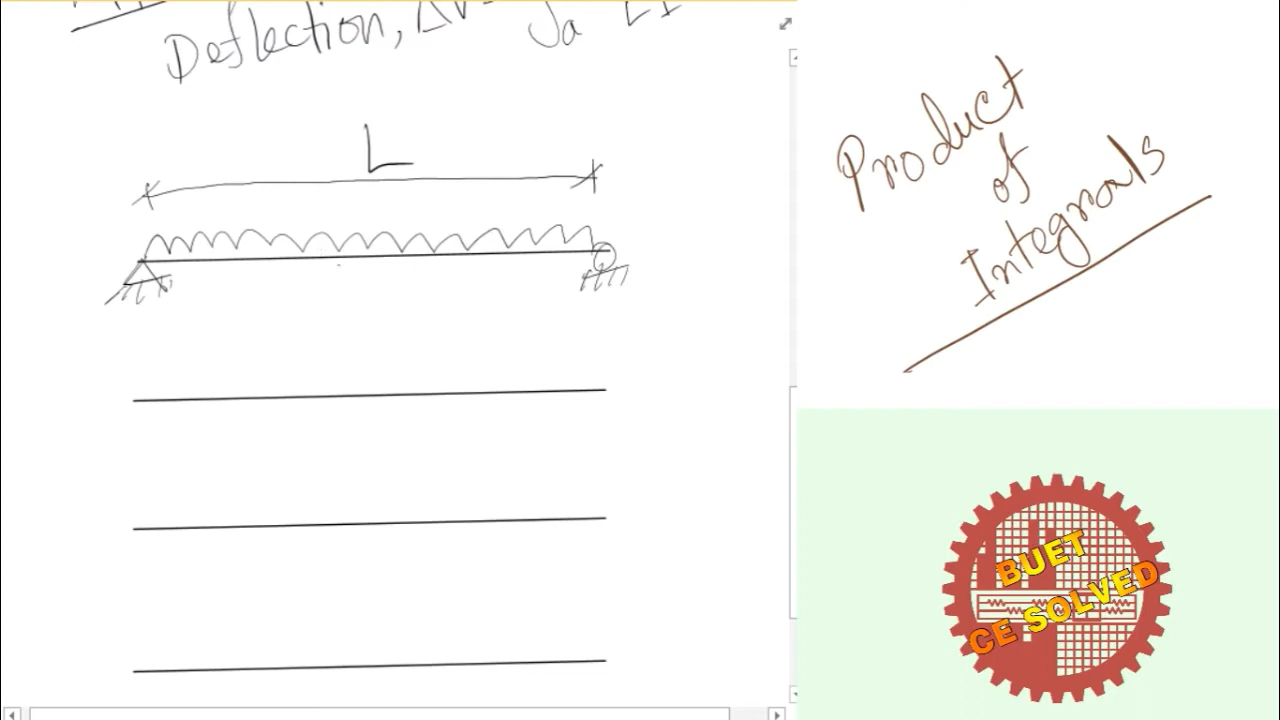 Deflection,
L
Product
of
Integrals
BUET
CE SOLVED